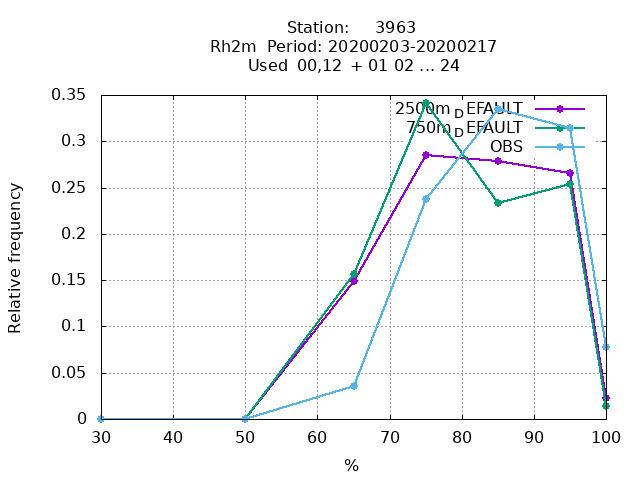 Station: 3963
Rh2m Period: 20200203-20200217
Used 00,12 + 01 02 ... 24
2500m_DEFAULT
750m_DEFAULT
OBS
0.35
0.3
0.25
0.2
0.15
0.1
0.05
0
Relative frequency
30 40 50 60 70 80 90 100
%